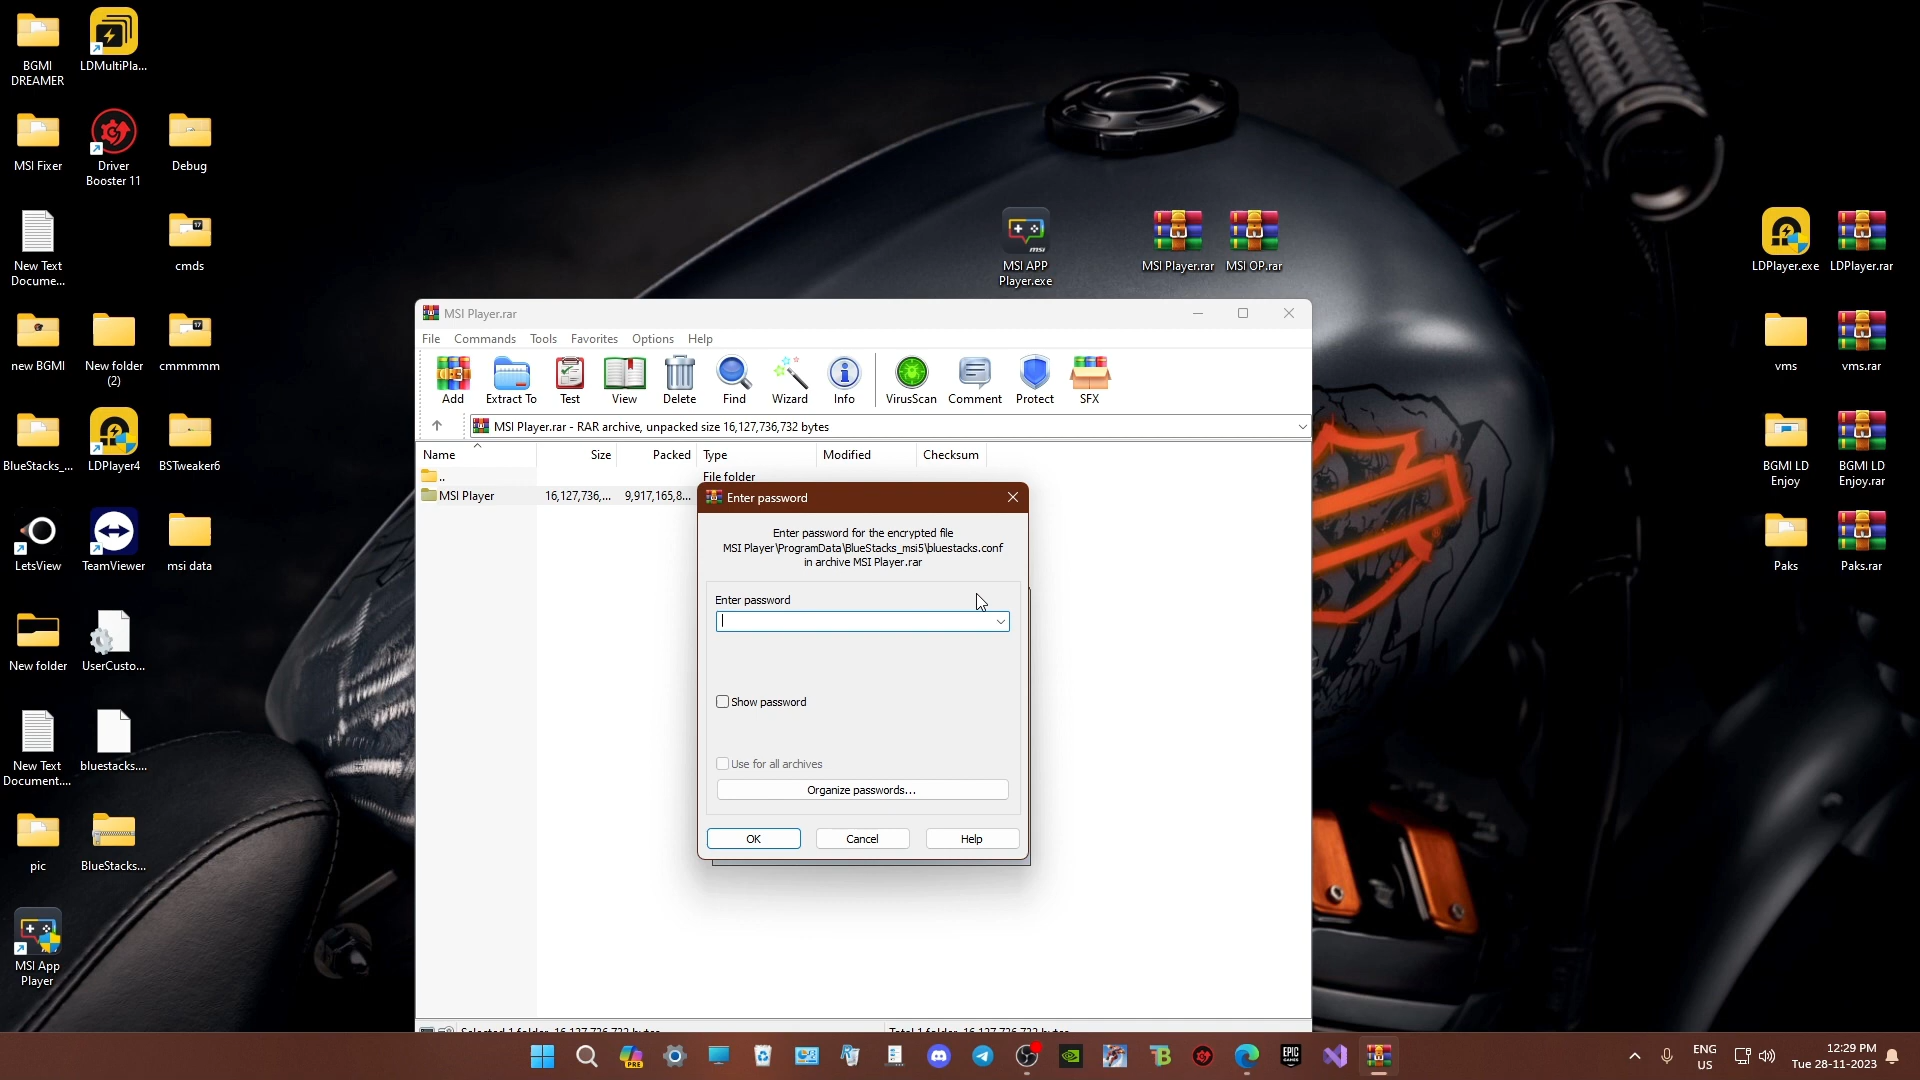 BGMI
DREAMER
LDMultiPla...
MSI Fixer
Driver
Booster 11
Debug
New Text
Docume...
cmds
new BGMI
New folder
(2)
cmmmmm
BlueStacks_...
LDPlayer4
BSTweaker6
LetsView
TeamViewer
msi data
New folder
UserCusto...
New Text
Document....
bluestacks....
pic
BlueStacks...
MSI App
Player
msi
MSI APP
Player.exe
MSI Player.rar
MSI OP.rar
LDPlayer.exe
LDPlayer.rar
vms
vms.rar
BGMI LD
Enjoy
BGMI LD
Enjoy.rar
Paks
Paks.rar
MSI Player.rar
File Commands Tools Favorites Options Help
Add Extract To Test View Delete Find Wizard Info VirusScan Comment Protect SFX
MSI Player.rar - RAR archive, unpacked size 16,127,736,732 bytes
Name Size Packed Type Modified Checksum
.. File folder
MSI Player 16,127,736,... 9,917,165,8...
Enter password
Enter password for the encrypted file
MSI Player\ProgramData\BlueStacks_msi5\bluestacks.conf
in archive MSI Player.rar
Enter password
Show password
Use for all archives
Organize passwords...
OK Cancel Help
Selected 1 folder, 16,127,736,732 bytes
Total 1 folder, 16,127,736,732 bytes
PRE
EPIC
GAMES
ENG
US
12:29 PM
Tue 28-11-2023